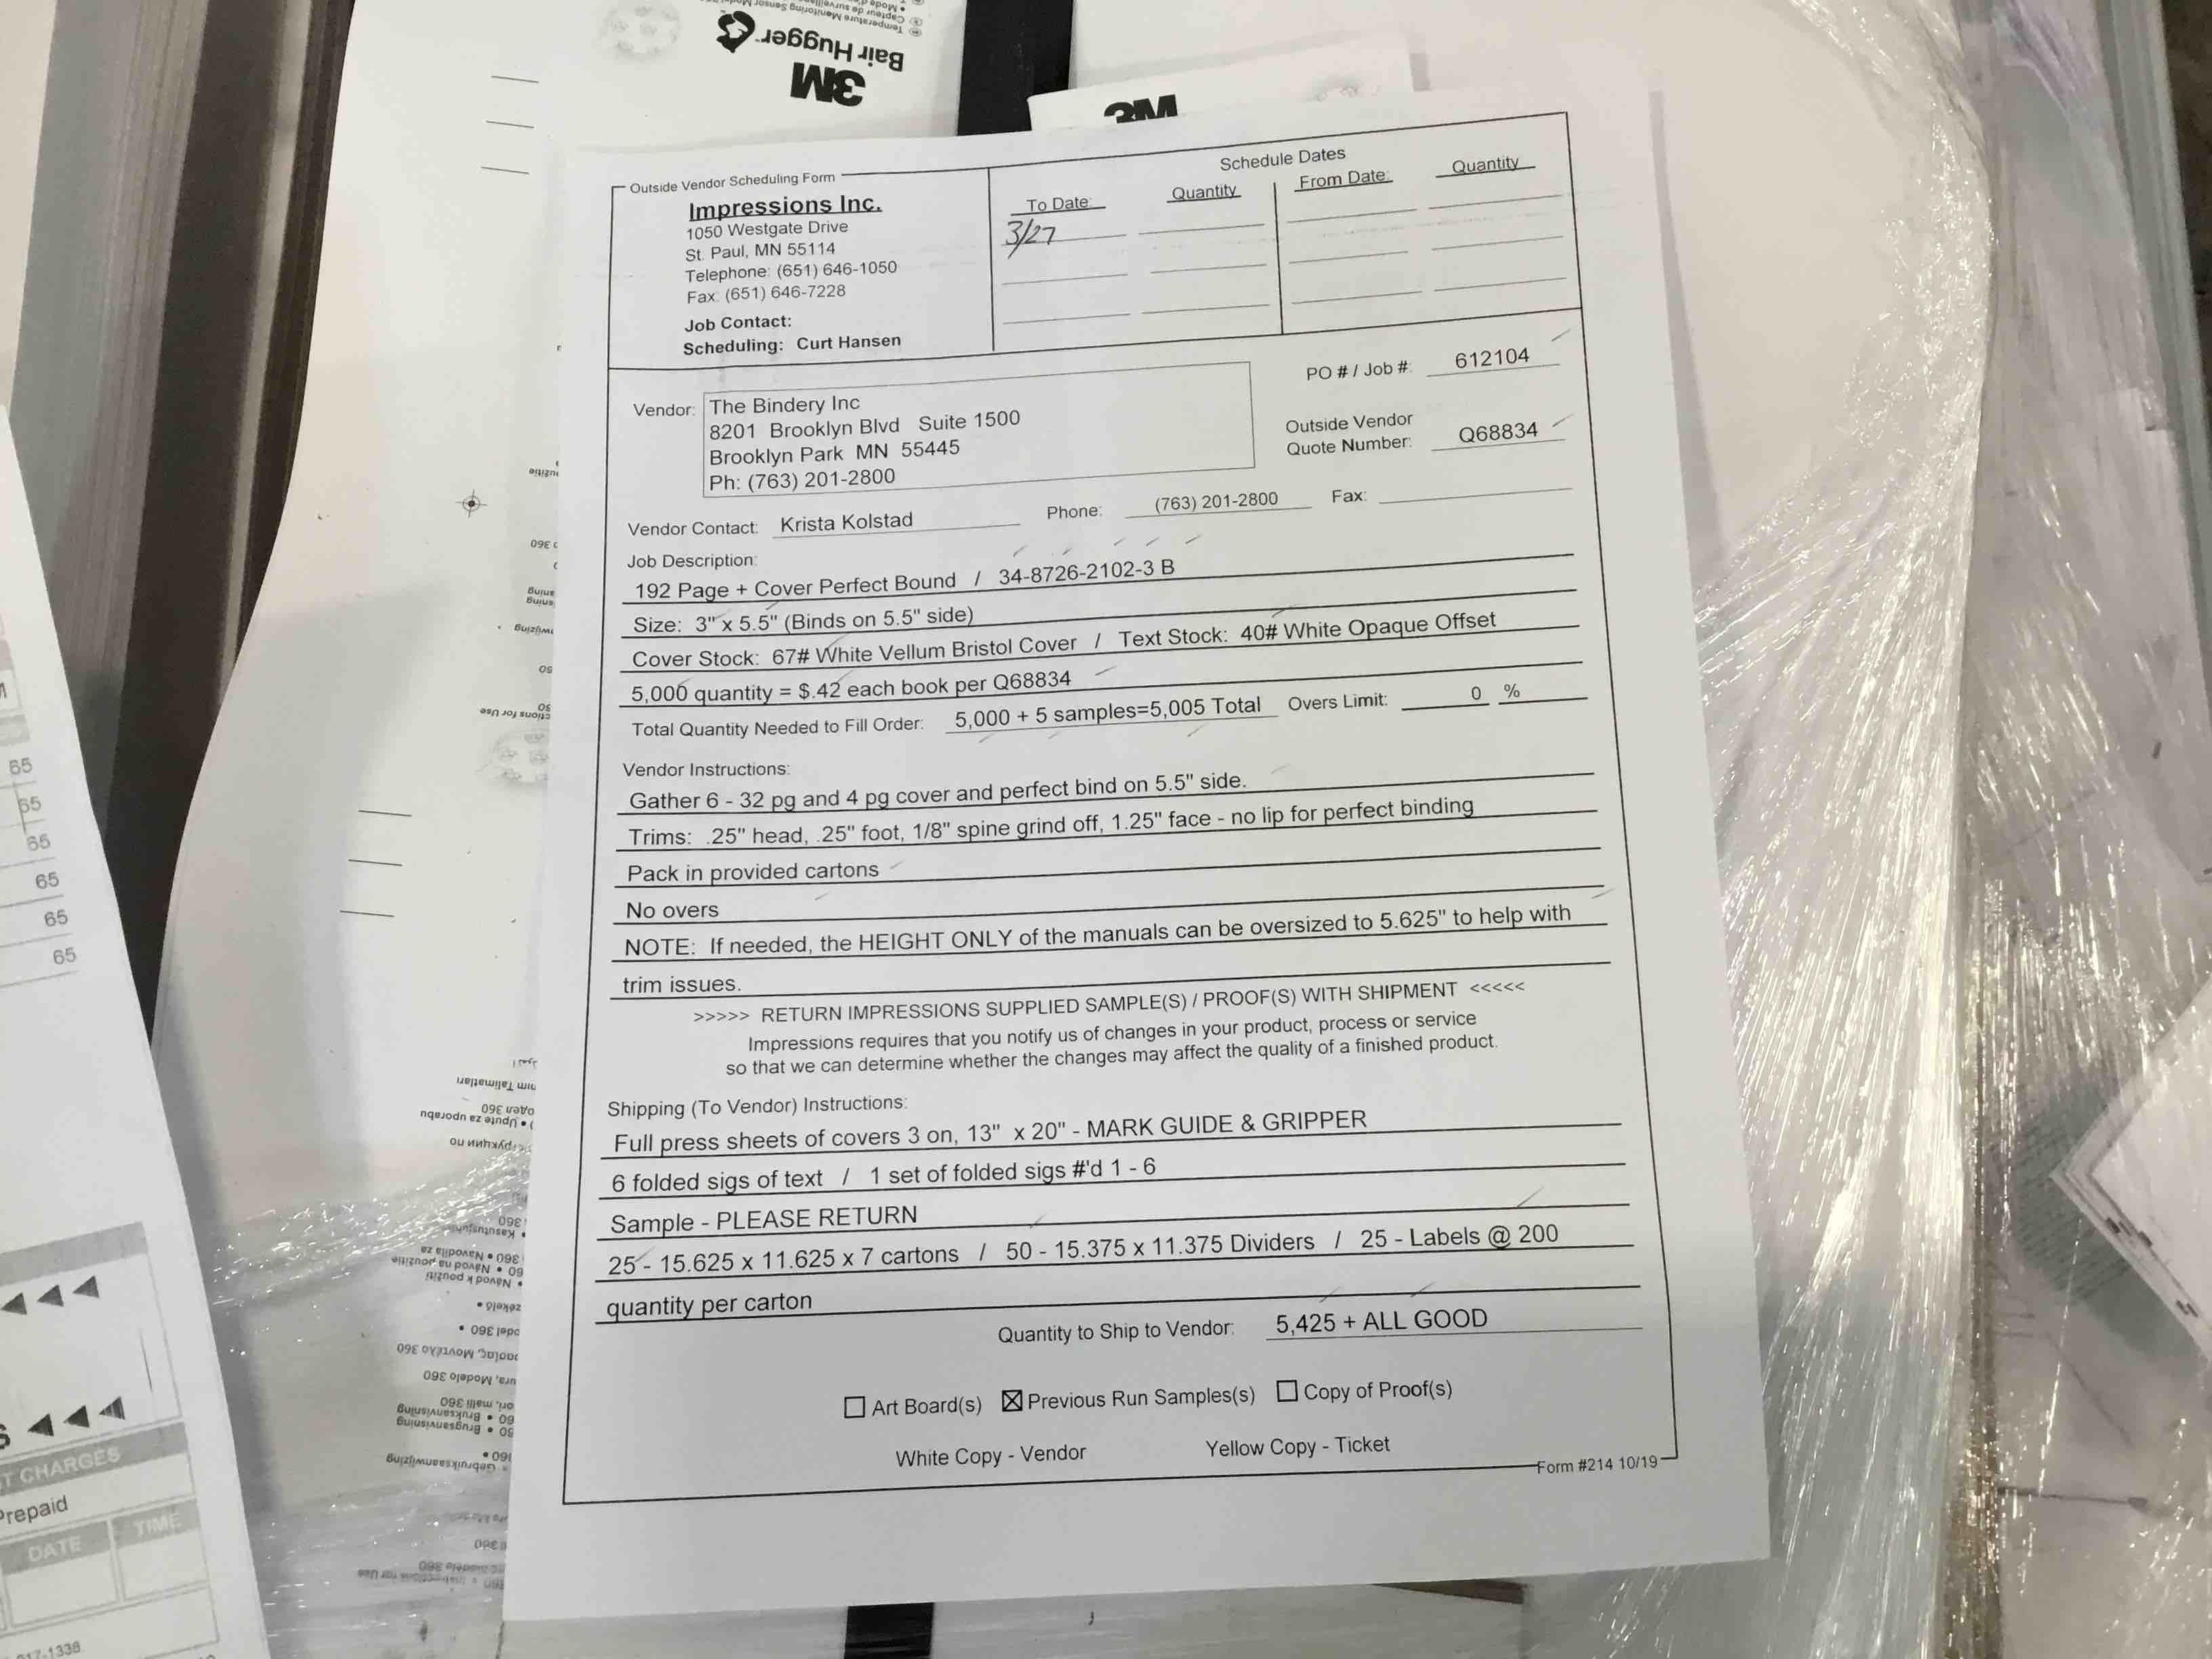 3M
Bair Hugger
Temperature Monitoring Sensor
3M
Outside Vendor Scheduling Form
Impressions Inc.
1050 Westgate Drive
St. Paul, MN 55114
Telephone: (651) 646-1050
Fax: (651) 646-7228
Job Contact:
Scheduling: Curt Hansen
Schedule Dates
To Date: Quantity From Date: Quantity
3/27
Vendor: The Bindery Inc
8201 Brooklyn Blvd Suite 1500
Brooklyn Park MN 55445
Ph: (763) 201-2800
PO # / Job #: 612104
Outside Vendor
Quote Number: Q68834
Vendor Contact: Krista Kolstad Phone: (763) 201-2800 Fax:
Job Description:
192 Page + Cover Perfect Bound / 34-8726-2102-3 B
Size: 3" x 5.5" (Binds on 5.5" side)
Cover Stock: 67# White Vellum Bristol Cover / Text Stock: 40# White Opaque Offset
5,000 quantity = $.42 each book per Q68834
Total Quantity Needed to Fill Order: 5,000 + 5 samples=5,005 Total Overs Limit: 0 %
Vendor Instructions:
Gather 6 - 32 pg and 4 pg cover and perfect bind on 5.5" side.
Trims: .25" head, .25" foot, 1/8" spine grind off, 1.25" face - no lip for perfect binding
Pack in provided cartons
No overs
NOTE: If needed, the HEIGHT ONLY of the manuals can be oversized to 5.625" to help with
trim issues.
>>>>> RETURN IMPRESSIONS SUPPLIED SAMPLE(S) / PROOF(S) WITH SHIPMENT <<<<<
Impressions requires that you notify us of changes in your product, process or service
so that we can determine whether the changes may affect the quality of a finished product.
Shipping (To Vendor) Instructions:
Full press sheets of covers 3 on, 13" x 20" - MARK GUIDE & GRIPPER
6 folded sigs of text / 1 set of folded sigs #'d 1 - 6
Sample - PLEASE RETURN
25 - 15.625 x 11.625 x 7 cartons / 50 - 15.375 x 11.375 Dividers / 25 - Labels @ 200
quantity per carton
Quantity to Ship to Vendor: 5,425 + ALL GOOD
Art Board(s) Previous Run Samples(s) Copy of Proof(s)
White Copy - Vendor Yellow Copy - Ticket
Form #214 10/19
65
65
65
65
65
65
CHARGES
Prepaid
DATE TIME
17-1338